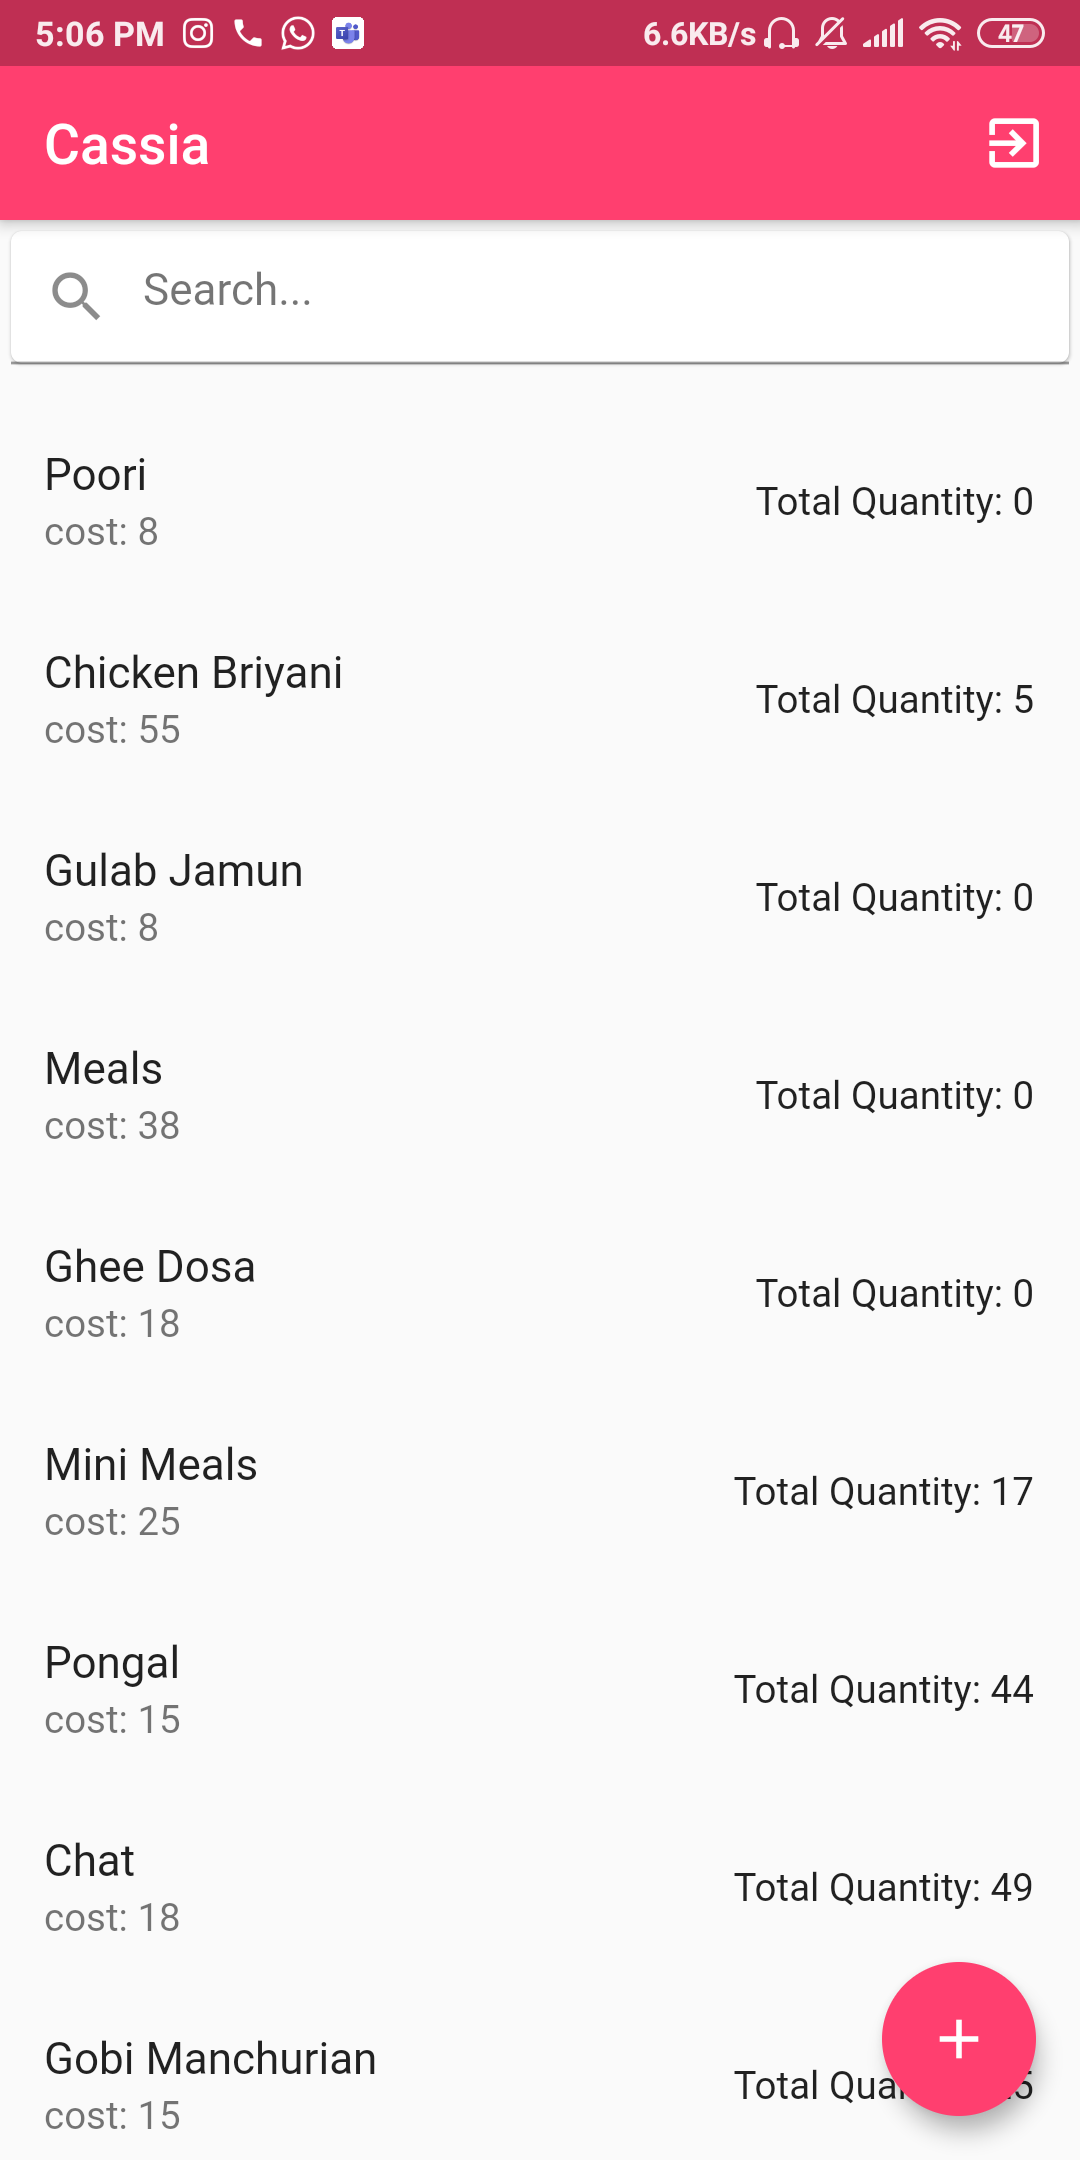 5:06 PM 6.6KB/s 47
Cassia
Search...
Poori
cost: 8
Total Quantity: 0
Chicken Briyani
cost: 55
Total Quantity: 5
Gulab Jamun
cost: 8
Total Quantity: 0
Meals
cost: 38
Total Quantity: 0
Ghee Dosa
cost: 18
Total Quantity: 0
Mini Meals
cost: 25
Total Quantity: 17
Pongal
cost: 15
Total Quantity: 44
Chat
cost: 18
Total Quantity: 49
Gobi Manchurian
cost: 15
Total